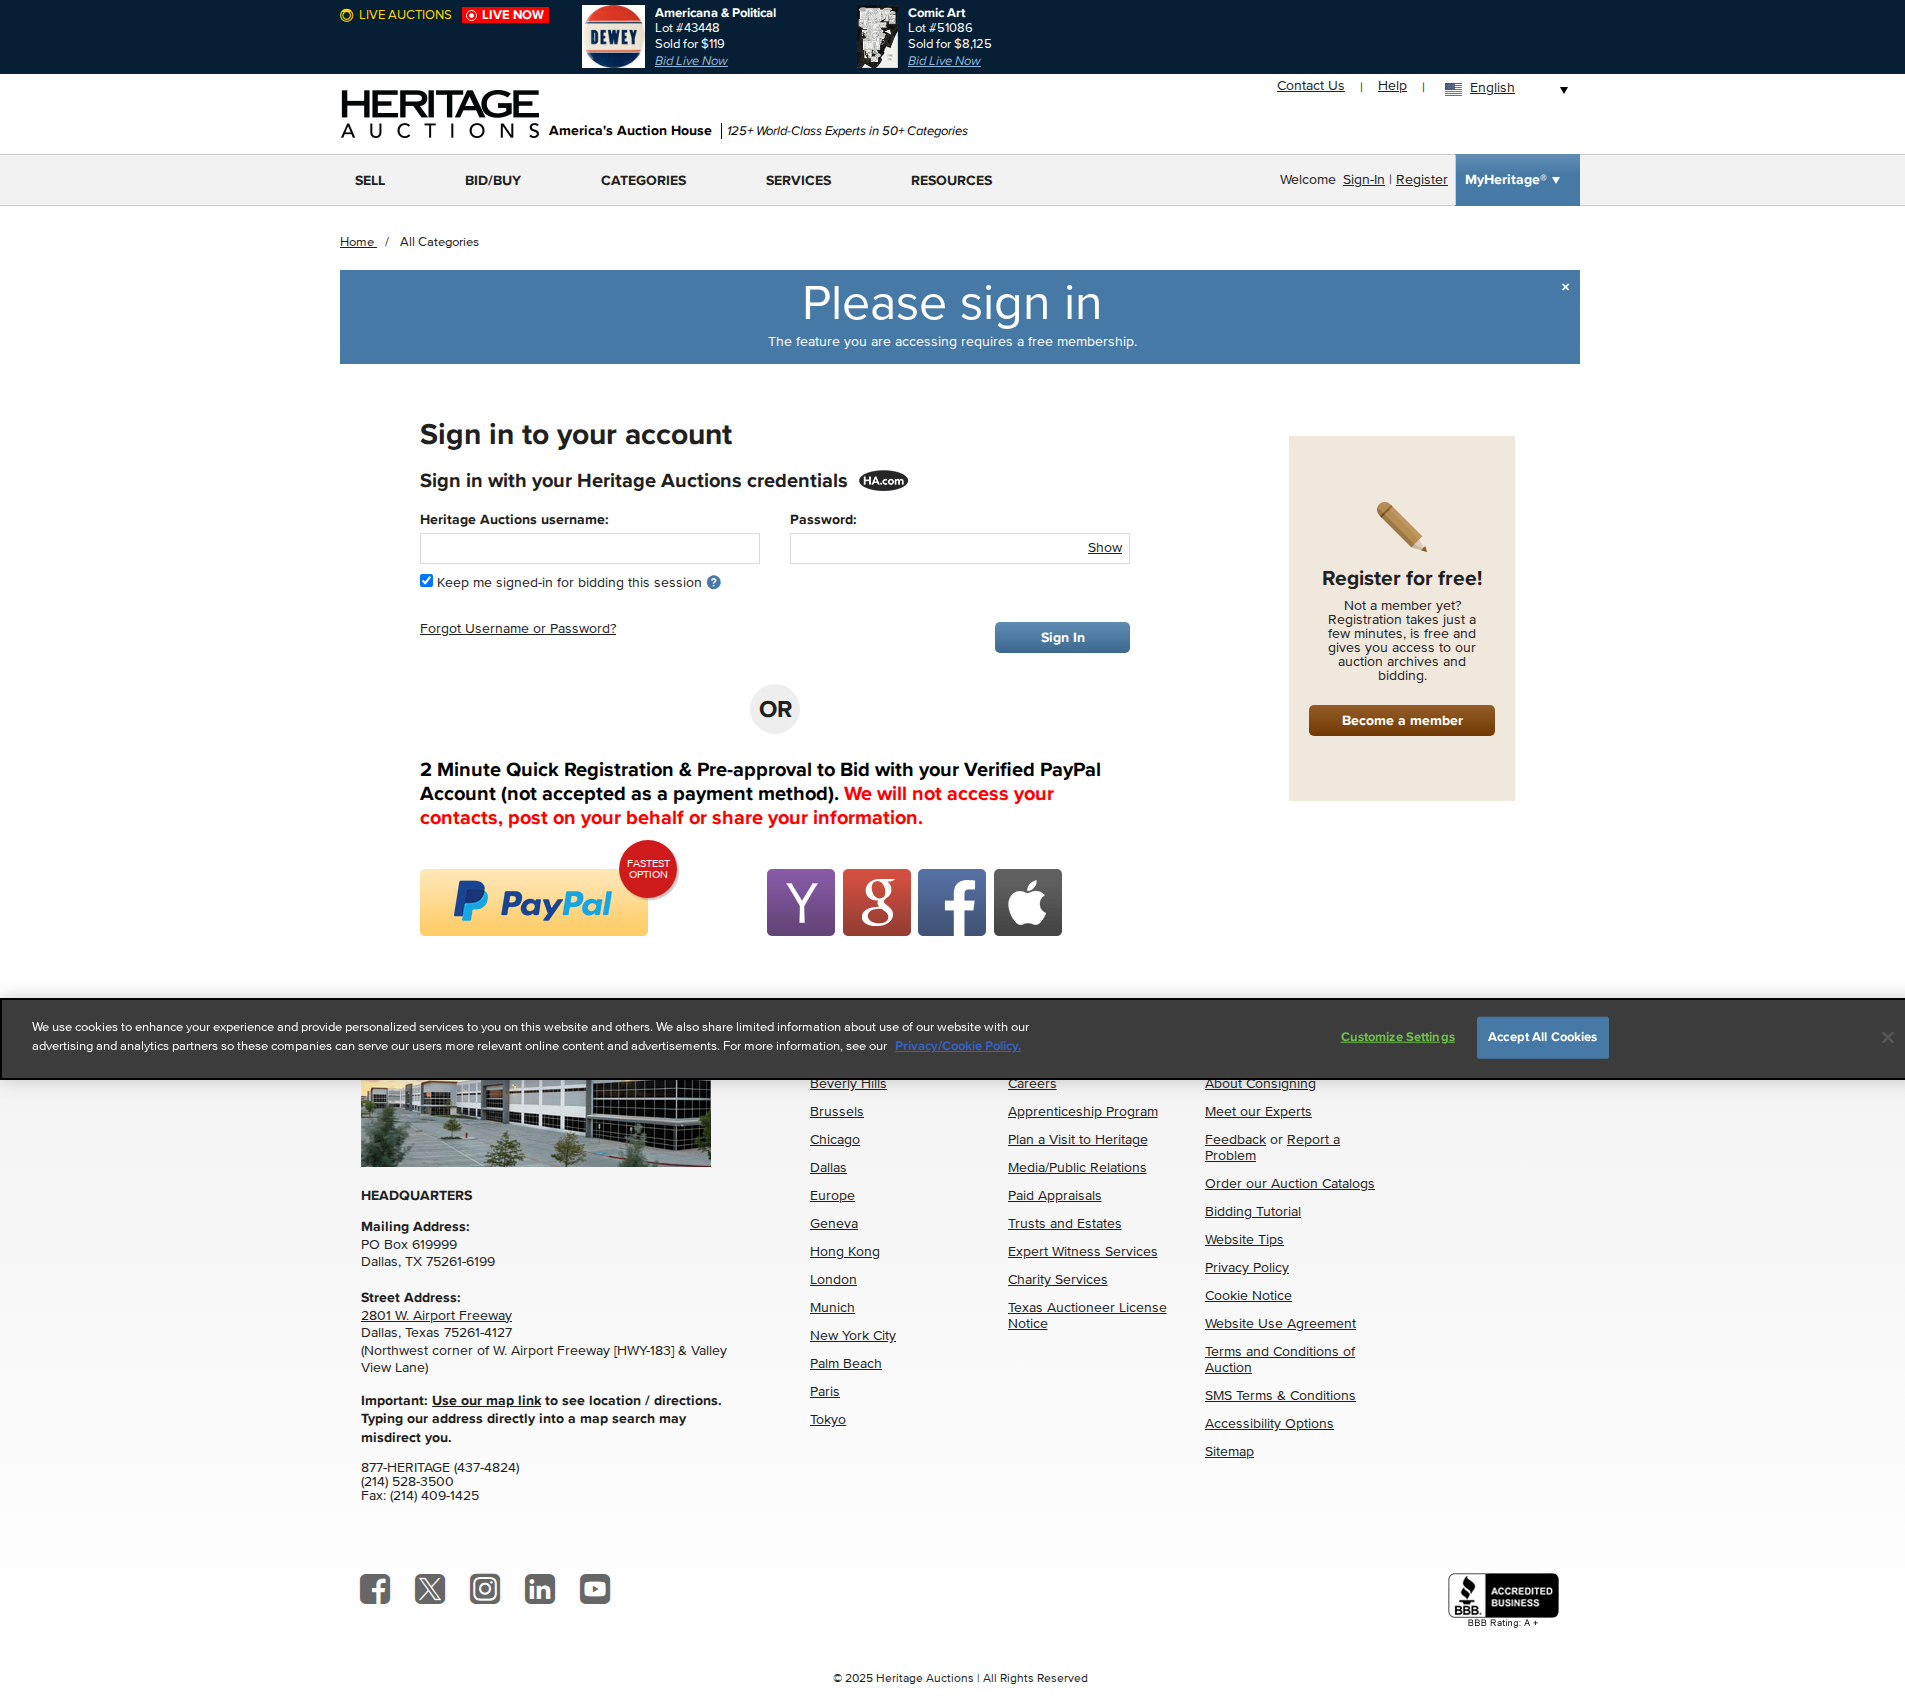 LIVE AUCTIONS LIVE NOW
Americana & Political
Lot #43448
Sold for $119
Bid Live Now
DEWEY
Comic Art
Lot #51086
Sold for $8,125
Bid Live Now
Contact Us | Help | English
HERITAGE
AUCTIONS
America's Auction House | 125+ World-Class Experts in 50+ Categories
SELL BID/BUY CATEGORIES SERVICES RESOURCES
Welcome Sign-In | Register MyHeritage®
Home / All Categories
Please sign in
×
The feature you are accessing requires a free membership.
Sign in to your account
Sign in with your Heritage Auctions credentials HA.com
Heritage Auctions username:
Password:
Show
Keep me signed-in for bidding this session ?
Forgot Username or Password?
Sign In
Register for free!
Not a member yet?
Registration takes just a
few minutes, is free and
gives you access to our
auction archives and
bidding.
Become a member
OR
2 Minute Quick Registration & Pre-approval to Bid with your Verified PayPal
Account (not accepted as a payment method). We will not access your
contacts, post on your behalf or share your information.
FASTEST
OPTION
PayPal
Y g f
We use cookies to enhance your experience and provide personalized services to you on this website and others. We also share limited information about use of our website with our
advertising and analytics partners so these companies can serve our users more relevant online content and advertisements. For more information, see our Privacy/Cookie Policy.
Customize Settings
Accept All Cookies
HEADQUARTERS
Mailing Address:
PO Box 619999
Dallas, TX 75261-6199
Street Address:
2801 W. Airport Freeway
Dallas, Texas 75261-4127
(Northwest corner of W. Airport Freeway [HWY-183] & Valley
View Lane)
Important: Use our map link to see location / directions.
Typing our address directly into a map search may
misdirect you.
877-HERITAGE (437-4824)
(214) 528-3500
Fax: (214) 409-1425
Beverly Hills
Brussels
Chicago
Dallas
Europe
Geneva
Hong Kong
London
Munich
New York City
Palm Beach
Paris
Tokyo
Careers
Apprenticeship Program
Plan a Visit to Heritage
Media/Public Relations
Paid Appraisals
Trusts and Estates
Expert Witness Services
Charity Services
Texas Auctioneer License
Notice
About Consigning
Meet our Experts
Feedback or Report a
Problem
Order our Auction Catalogs
Bidding Tutorial
Website Tips
Privacy Policy
Cookie Notice
Website Use Agreement
Terms and Conditions of
Auction
SMS Terms & Conditions
Accessibility Options
Sitemap
BBB. ACCREDITED
BUSINESS
BBB Rating: A +
© 2025 Heritage Auctions | All Rights Reserved